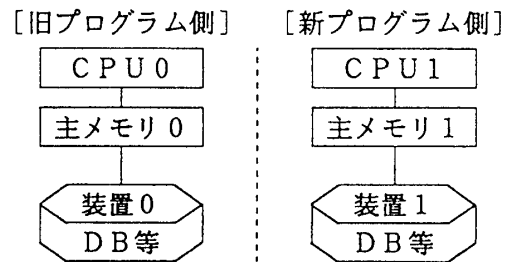 [旧プログラム側] [新プログラム側]
CPU0 CPU1
主メモリ0 主メモリ1
装置0 装置1
DB等 DB等